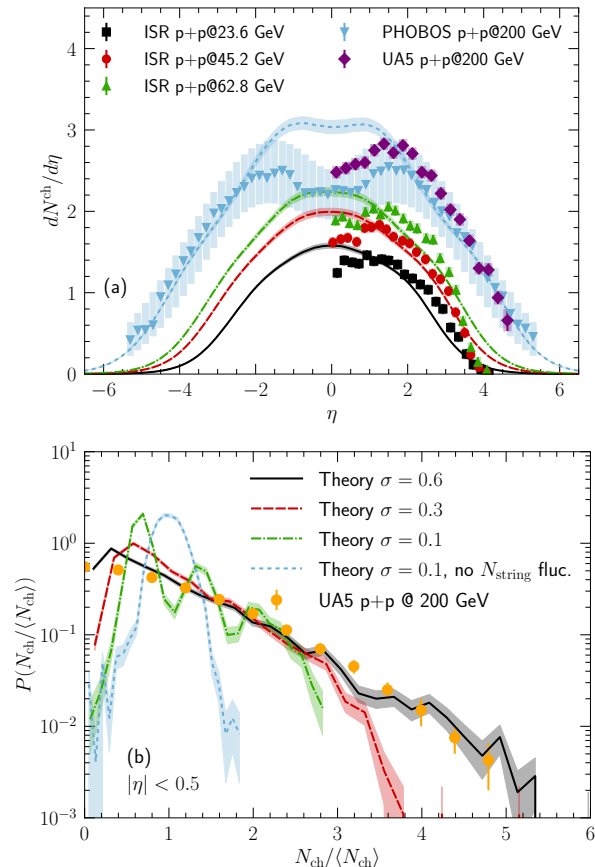 ISR p+p@23.6 GeV
ISR p+p@45.2 GeV
ISR p+p@62.8 GeV
PHOBOS p+p@200 GeV
UA5 p+p@200 GeV
4
3
2
1
0
dN^ch/dη
(a)
−6 −4 −2 0 2 4 6
η
10^1
10^0
10^−1
10^−2
10^−3
P(N_ch/⟨N_ch⟩)
Theory σ = 0.6
Theory σ = 0.3
Theory σ = 0.1
Theory σ = 0.1, no N_string fluc.
UA5 p+p @ 200 GeV
(b)
|η| < 0.5
0 1 2 3 4 5 6
N_ch/⟨N_ch⟩